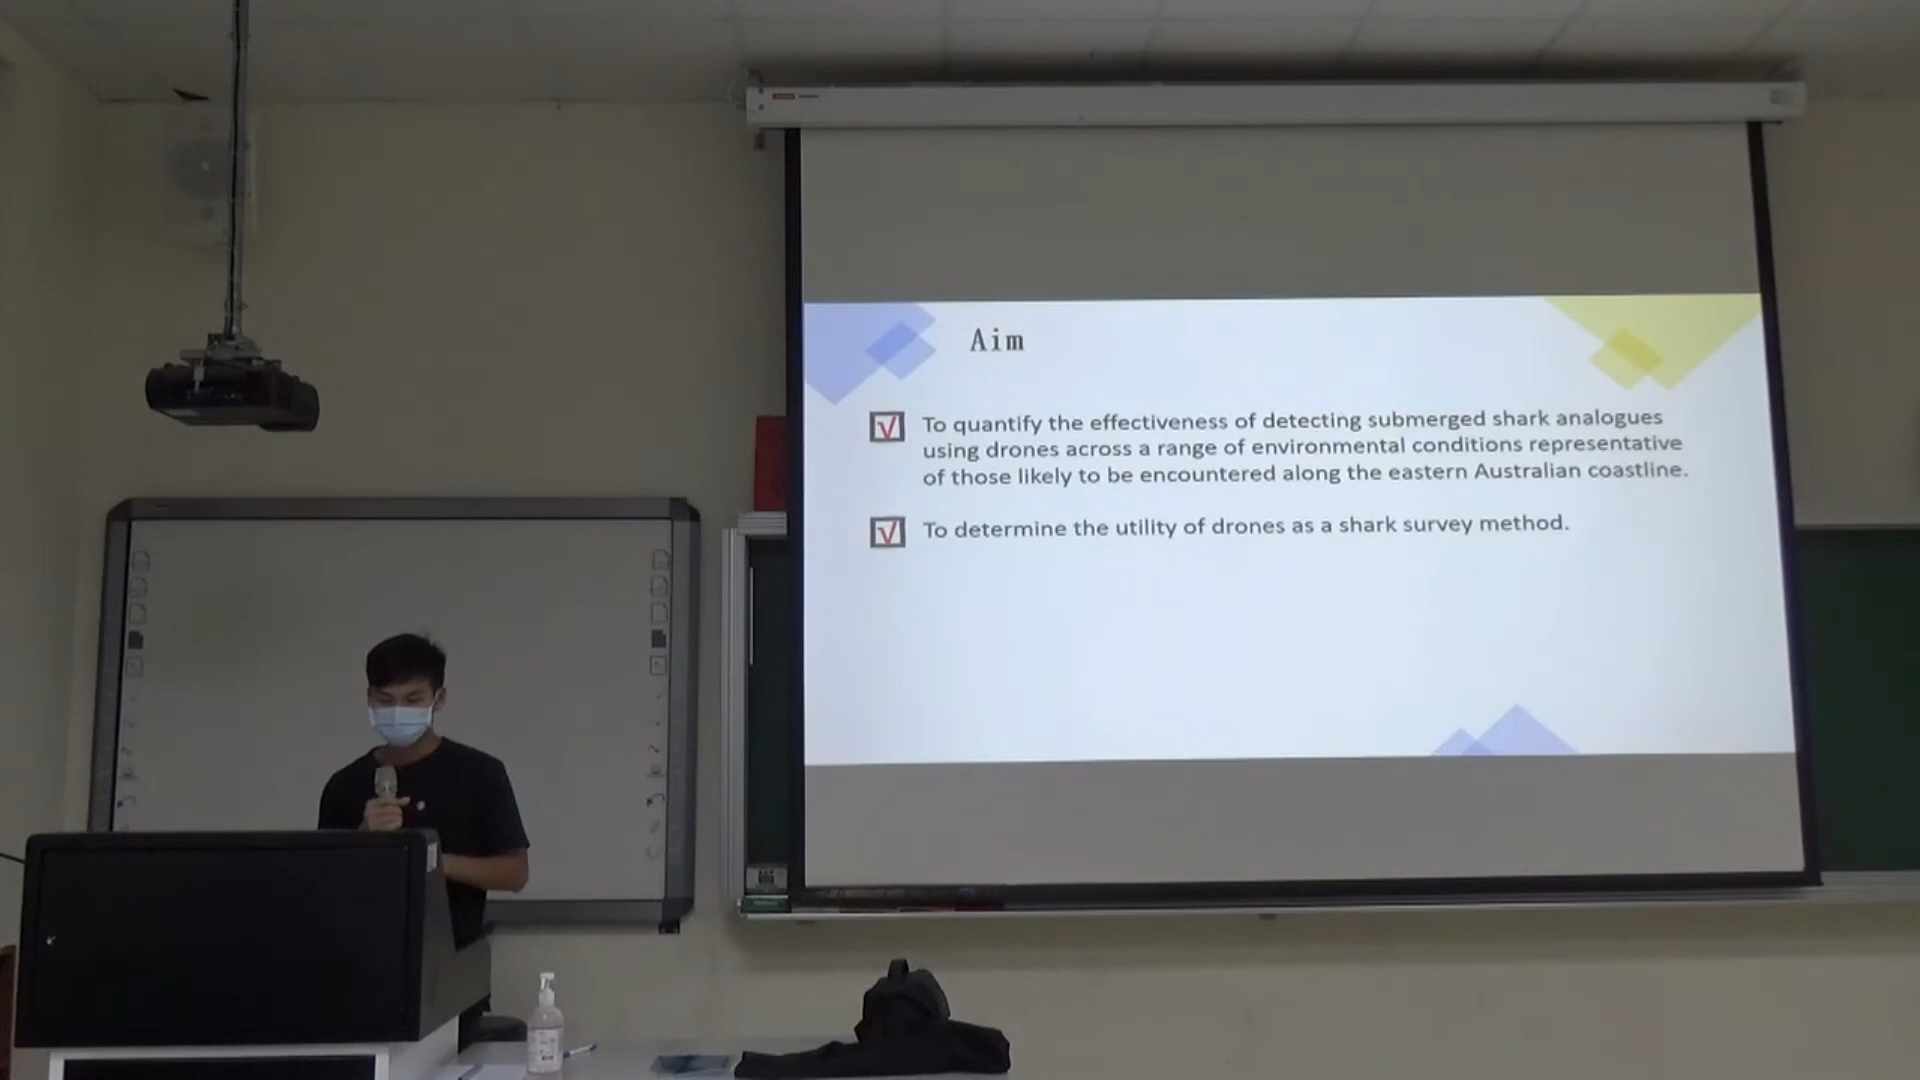 Aim
To quantify the effectiveness of detecting submerged shark analogues
using drones across a range of environmental conditions representative
of those likely to be encountered along the eastern Australian coastline.
To determine the utility of drones as a shark survey method.